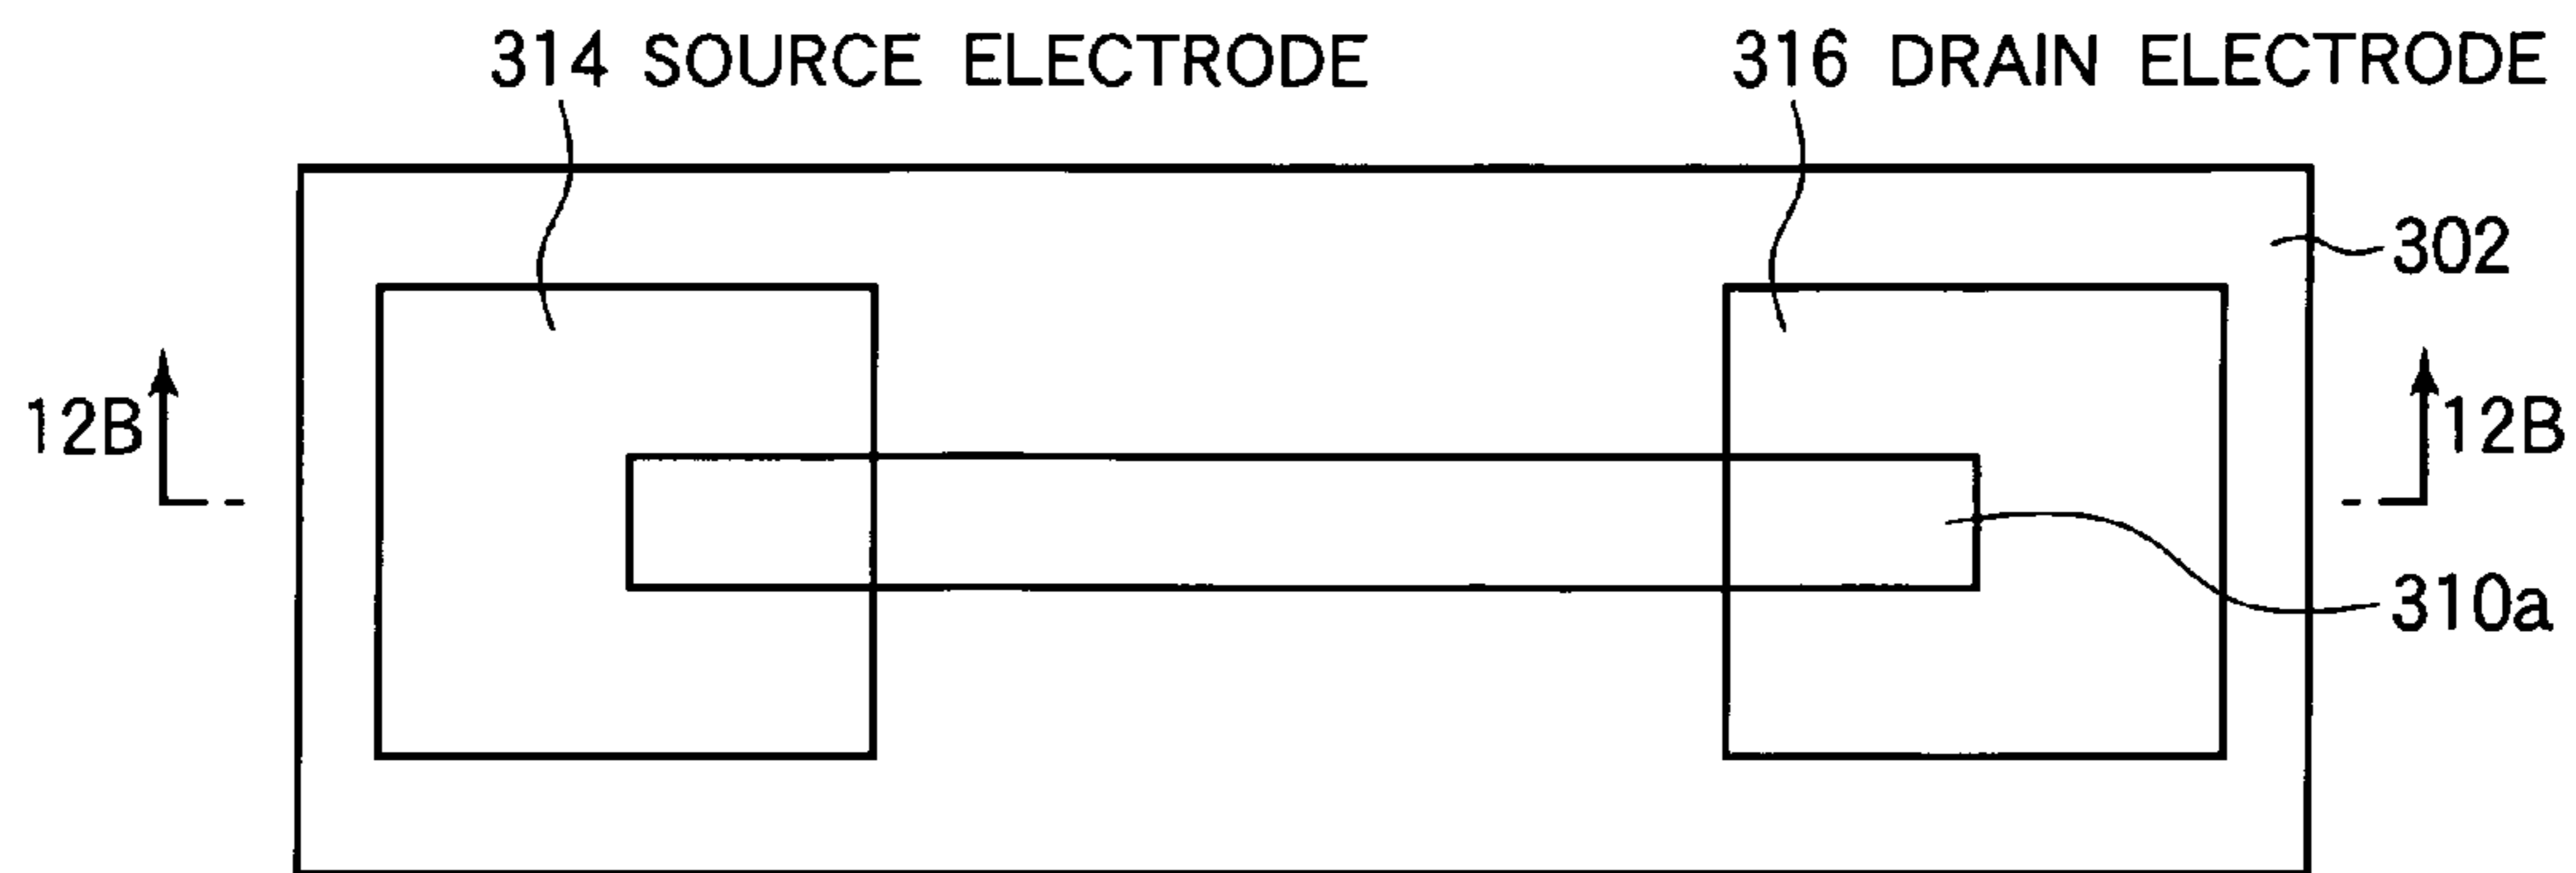 314 SOURCE ELECTRODE
316 DRAIN ELECTRODE
302
12B
12B
310a